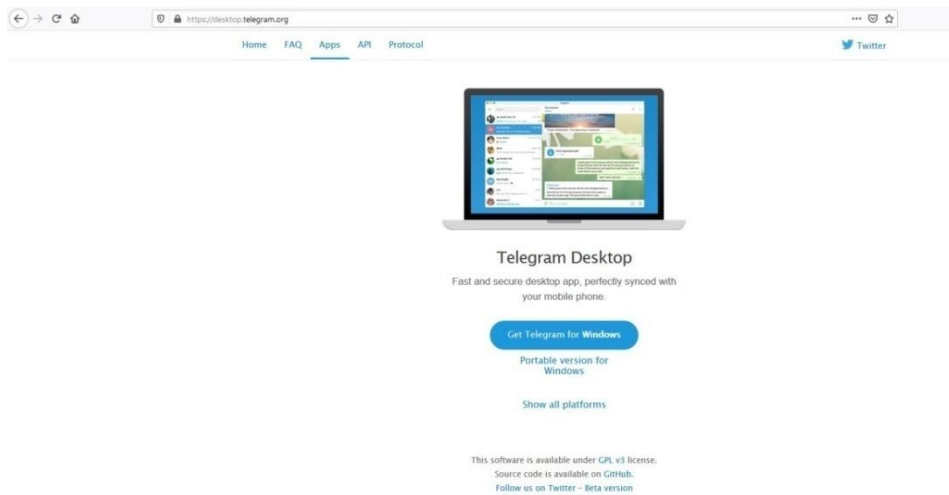 https://desktop.telegram.org
Home FAQ Apps API Protocol
Twitter
Telegram Desktop
Fast and secure desktop app, perfectly synced with
your mobile phone.
Get Telegram for Windows
Portable version for
Windows
Show all platforms
This software is available under GPL v3 license.
Source code is available on GitHub.
Follow us on Twitter – Beta version